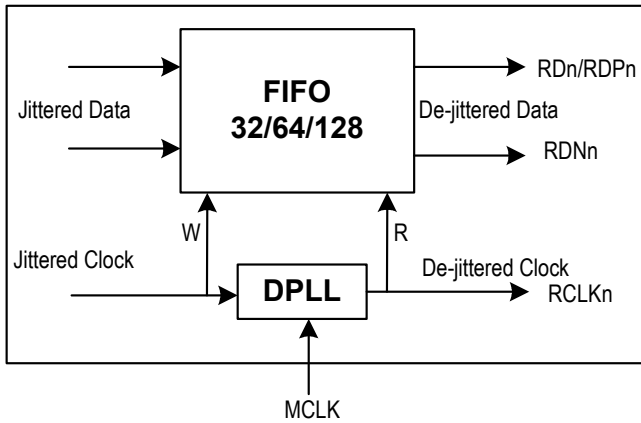 RDn/RDPn
FIFO
32/64/128
Jittered Data
De-jittered Data
RDNn
W
R
Jittered Clock
De-jittered Clock
DPLL
RCLKn
MCLK